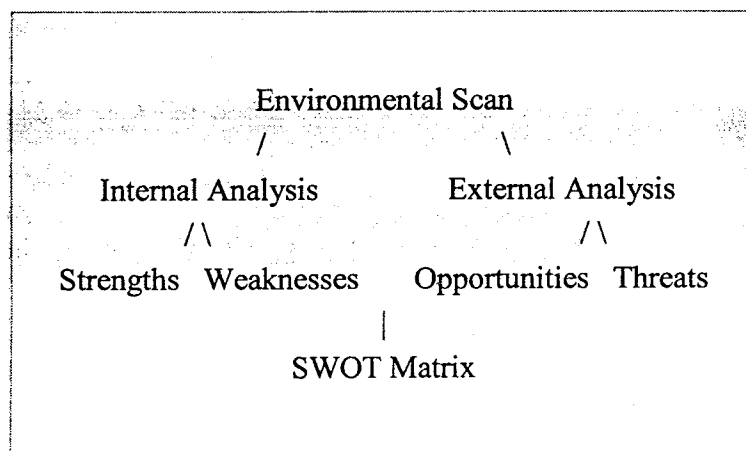 Environmental Scan
/ \
Internal Analysis External Analysis
/ \ / \
Strengths Weaknesses Opportunities Threats
|
SWOT Matrix